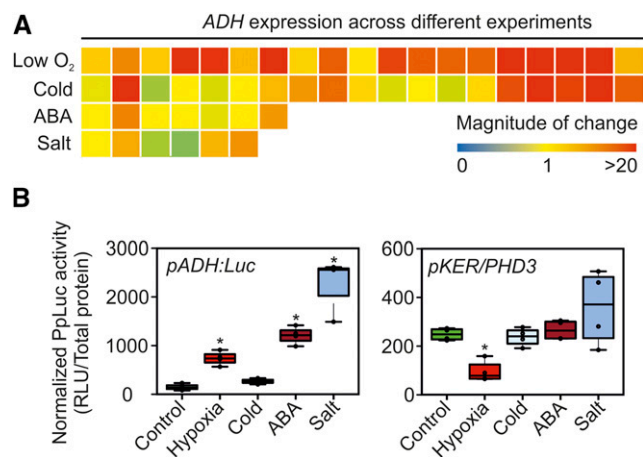 A
ADH expression across different experiments
Low O₂
Cold
ABA
Salt
Magnitude of change
0 1 >20
B
Normalized PpLuc activity
(RLU/Total protein)
3000
2000
1000
0
pADH:Luc
* * * *
Control Hypoxia Cold ABA Salt
600
400
200
0
pKER/PHD3
*
Control Hypoxia Cold ABA Salt